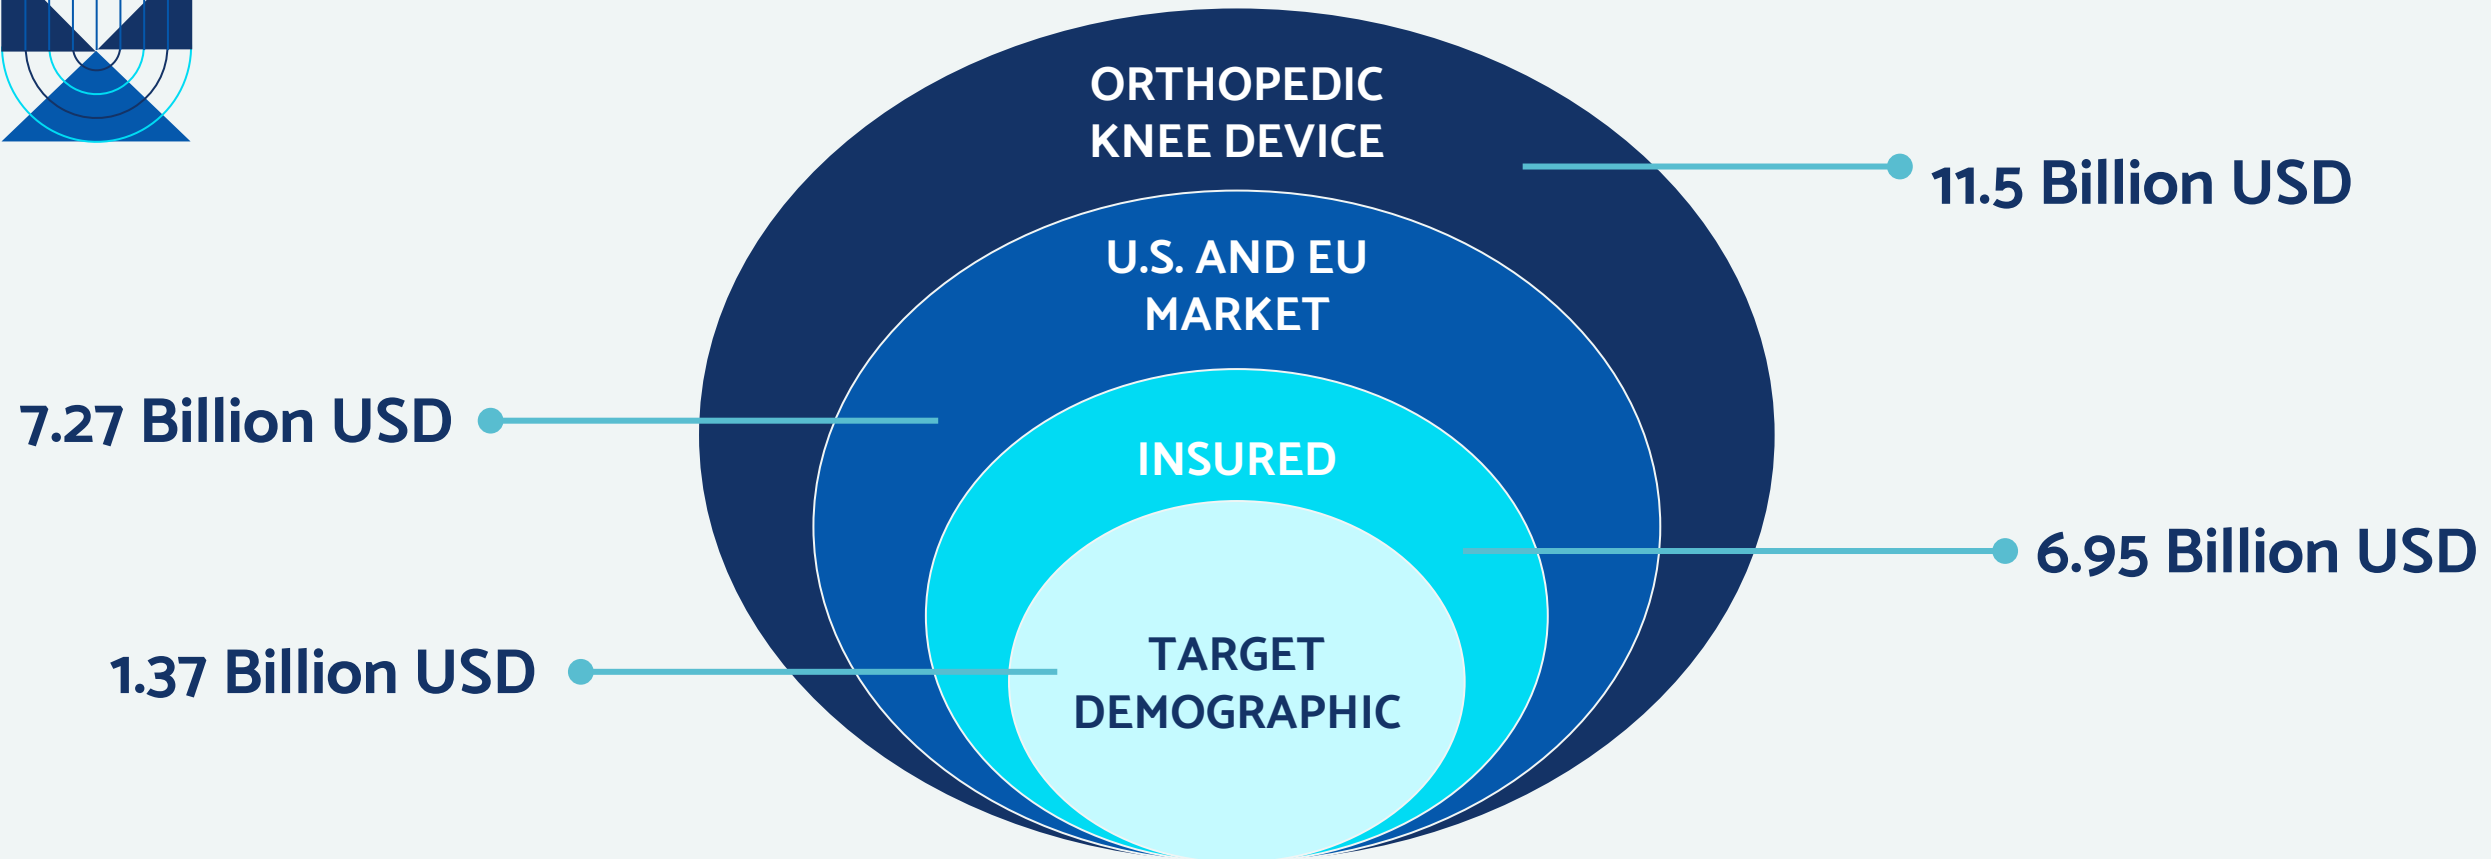 ORTHOPEDIC
KNEE DEVICE
11.5 Billion USD
U.S. AND EU
MARKET
7.27 Billion USD
INSURED
6.95 Billion USD
TARGET
DEMOGRAPHIC
1.37 Billion USD